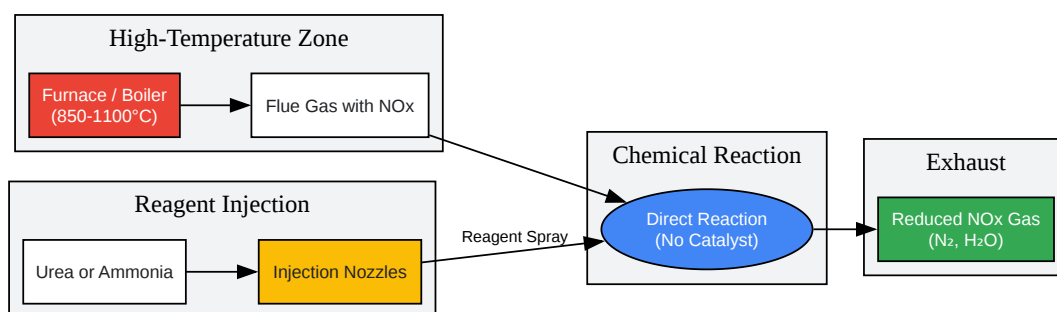 High-Temperature Zone
Furnace / Boiler
(850-1100°C)
Flue Gas with NOx
Reagent Injection
Urea or Ammonia
Injection Nozzles
Reagent Spray
Chemical Reaction
Direct Reaction
(No Catalyst)
Exhaust
Reduced NOx Gas
(N₂, H₂O)